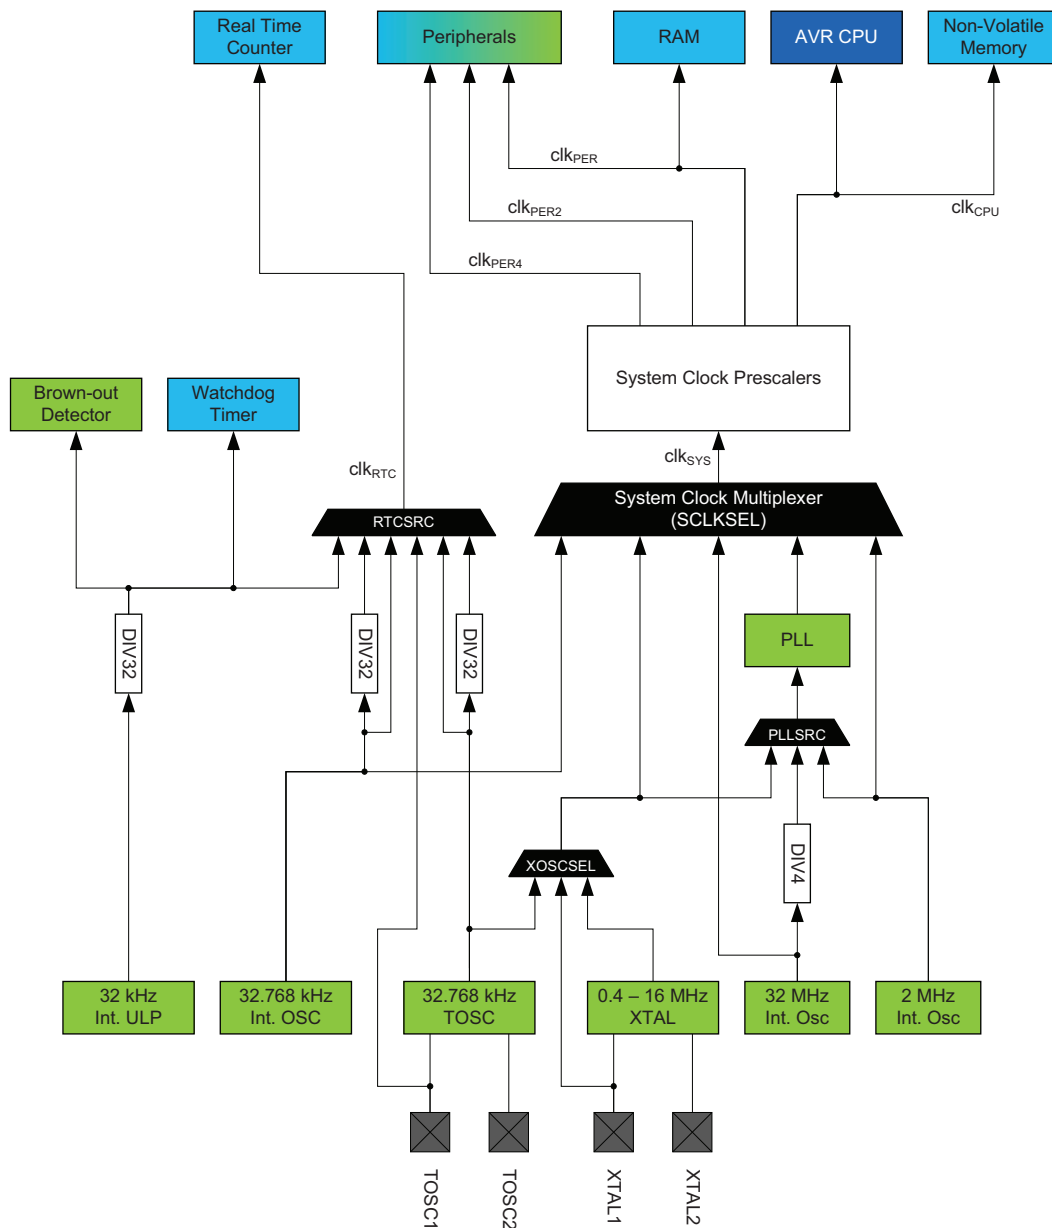 Real Time
Counter
Peripherals
RAM
AVR CPU
Non-Volatile
Memory
clkPER
clkPER2
clkCPU
clkPER4
System Clock Prescalers
Brown-out
Detector
Watchdog
Timer
clkRTC
clkSYS
RTCSRC
System Clock Multiplexer
(SCLKSEL)
DIV32
DIV32
DIV32
PLL
PLLSRC
XOSCSEL
DIV4
32 kHz
Int. ULP
32.768 kHz
Int. OSC
32.768 kHz
TOSC
0.4 – 16 MHz
XTAL
32 MHz
Int. Osc
2 MHz
Int. Osc
TOSC1
TOSC2
XTAL1
XTAL2